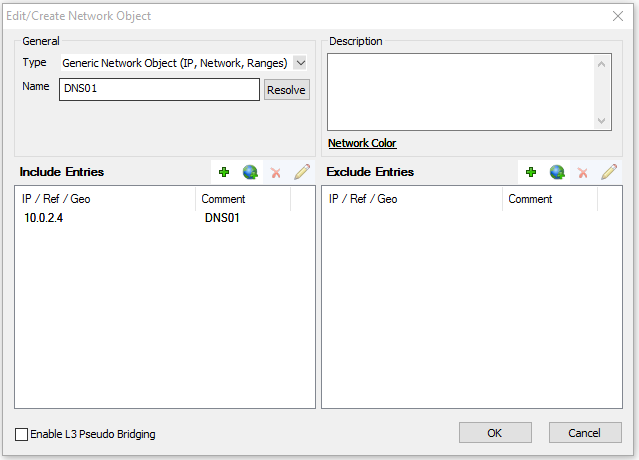 Edit/Create Network Object
General
Type Generic Network Object (IP, Network, Ranges)
Name DNS01 Resolve
Description
Network Color
Include Entries
IP / Ref / Geo Comment
10.0.2.4 DNS01
Exclude Entries
IP / Ref / Geo Comment
Enable L3 Pseudo Bridging
OK Cancel